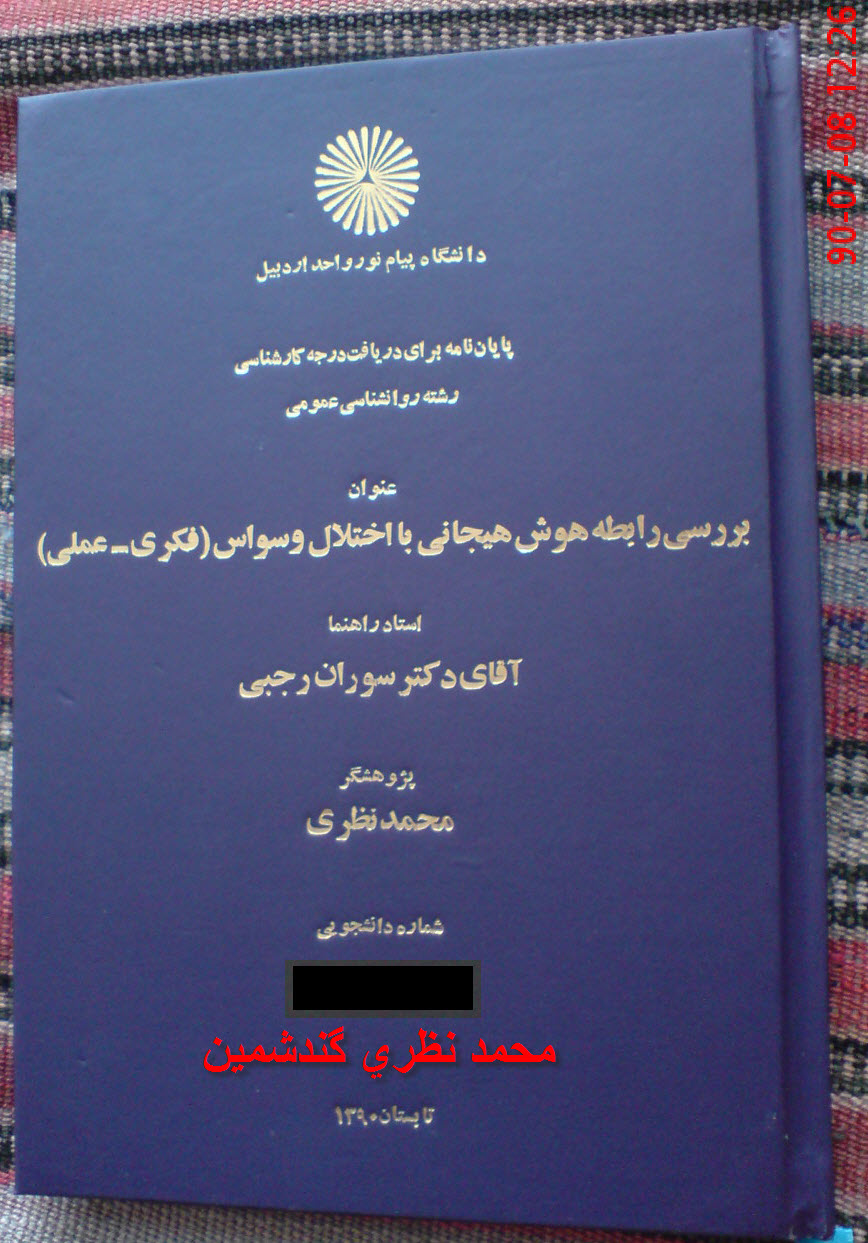 دانشگاه پیام نور واحد اردبیل
پایان نامه برای دریافت درجه کارشناسی
رشته روانشناسی عمومی
عنوان
بررسی رابطه هوش هیجانی با اختلال وسواس (فکری - عملی)
استاد راهنما
آقای دکتر سوران رجبی
پژوهشگر
محمد نظری
شماره دانشجویی
محمد نظري گندشمين
تابستان ۱۳۹۰
90-07-08 12:26